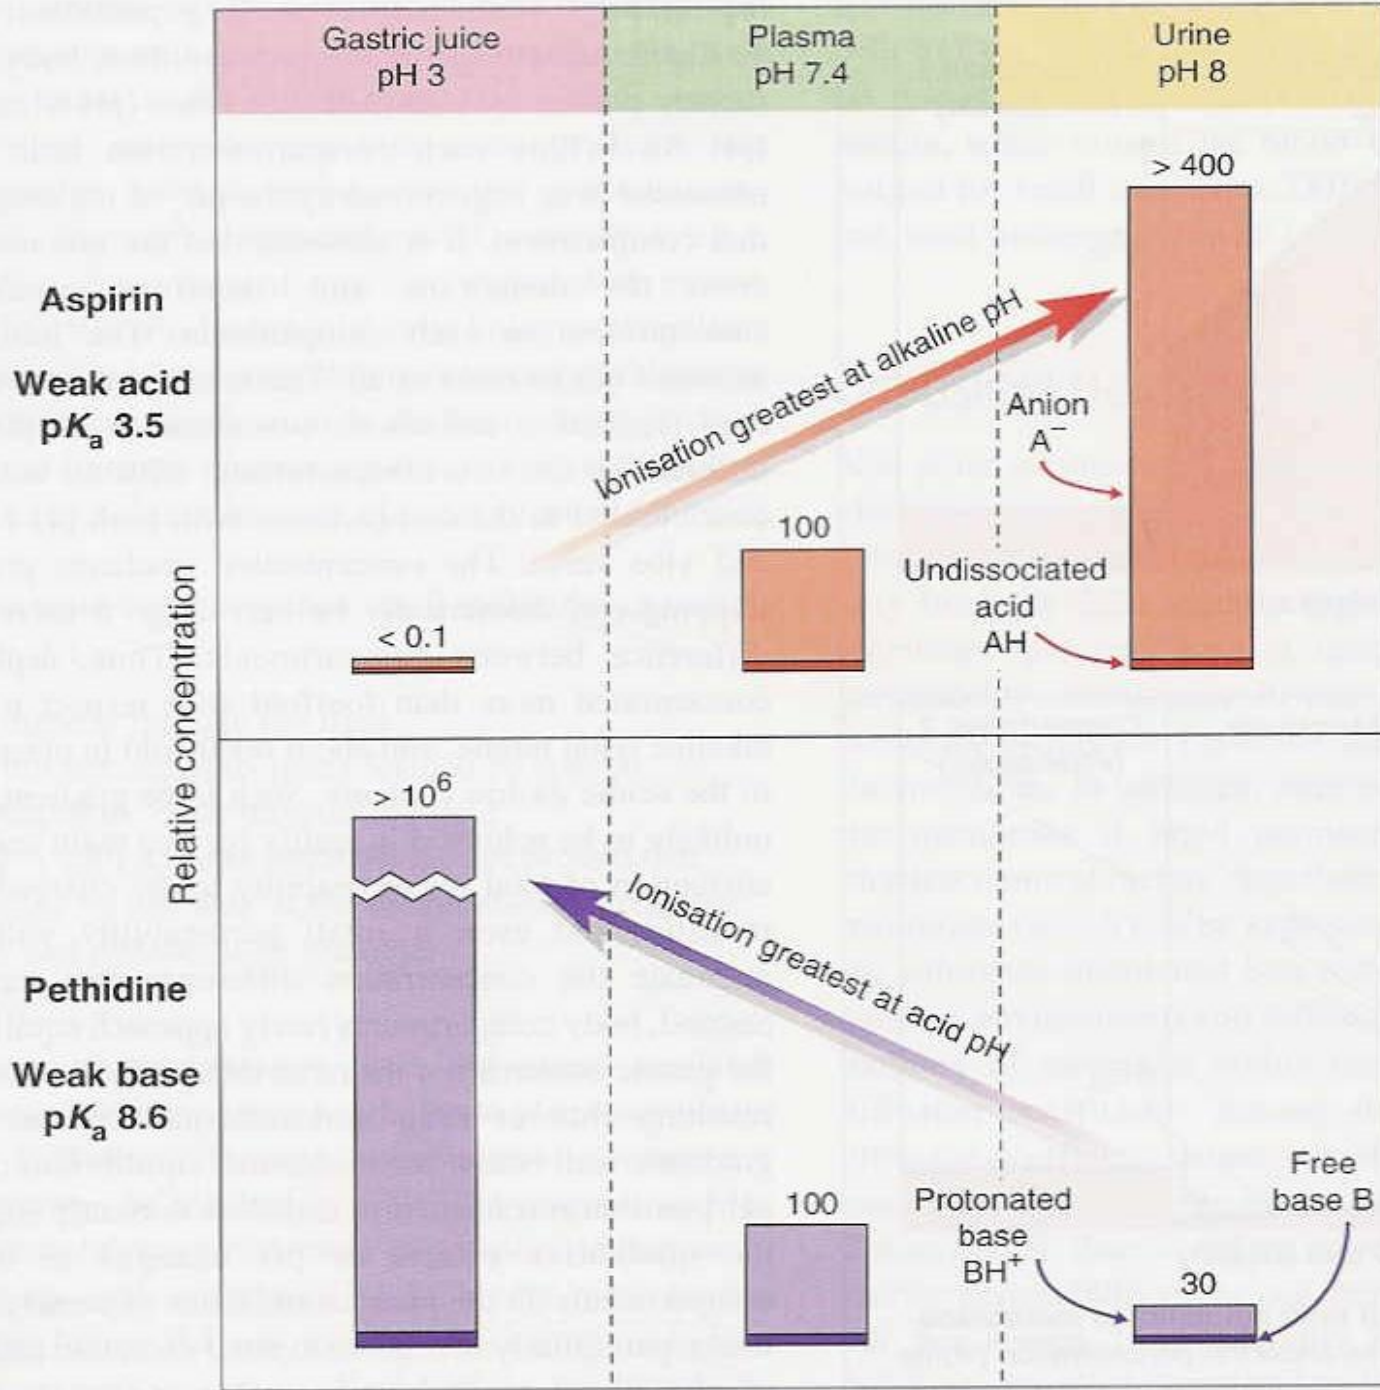 Gastric juice
pH 3
Plasma
pH 7.4
Urine
pH 8
Relative concentration
Aspirin
Weak acid
pKₐ 3.5
< 0.1
100
> 400
Ionisation greatest at alkaline pH
Anion
A⁻
Undissociated
acid
AH
Pethidine
Weak base
pKₐ 8.6
> 10⁶
100
30
Ionisation greatest at acid pH
Protonated
base
BH⁺
Free
base B